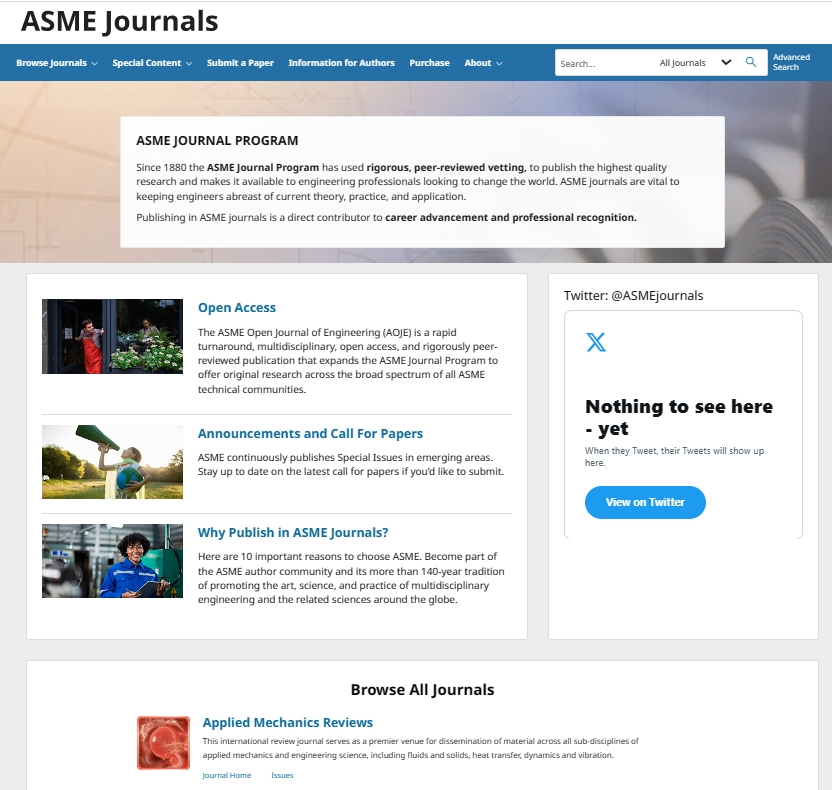 ASME Journals
Browse Journals
Special Content
Submit a Paper
Information for Authors
Purchase
About
Search...
All Journals
Advanced
Search
ASME JOURNAL PROGRAM
Since 1880 the ASME Journal Program has used rigorous, peer-reviewed vetting, to publish the highest quality
research and makes it available to engineering professionals looking to change the world. ASME journals are vital to
keeping engineers abreast of current theory, practice, and application.
Publishing in ASME journals is a direct contributor to career advancement and professional recognition.
Open Access
The ASME Open Journal of Engineering (AOJE) is a rapid
turnaround, multidisciplinary, open access, and rigorously peer-
reviewed publication that expands the ASME Journal Program to
offer original research across the broad spectrum of all ASME
technical communities.
Announcements and Call For Papers
ASME continuously publishes Special Issues in emerging areas.
Stay up to date on the latest call for papers if you'd like to submit.
Why Publish in ASME Journals?
Here are 10 important reasons to choose ASME. Become part of
the ASME author community and its more than 140-year tradition
of promoting the art, science, and practice of multidisciplinary
engineering and the related sciences around the globe.
Twitter: @ASMEjournals
Nothing to see here
- yet
When they Tweet, their Tweets will show up
here.
View on Twitter
Browse All Journals
Applied Mechanics Reviews
This international review journal serves as a premier venue for dissemination of material across all sub-disciplines of
applied mechanics and engineering science, including fluids and solids, heat transfer, dynamics and vibration.
Journal Home
Issues